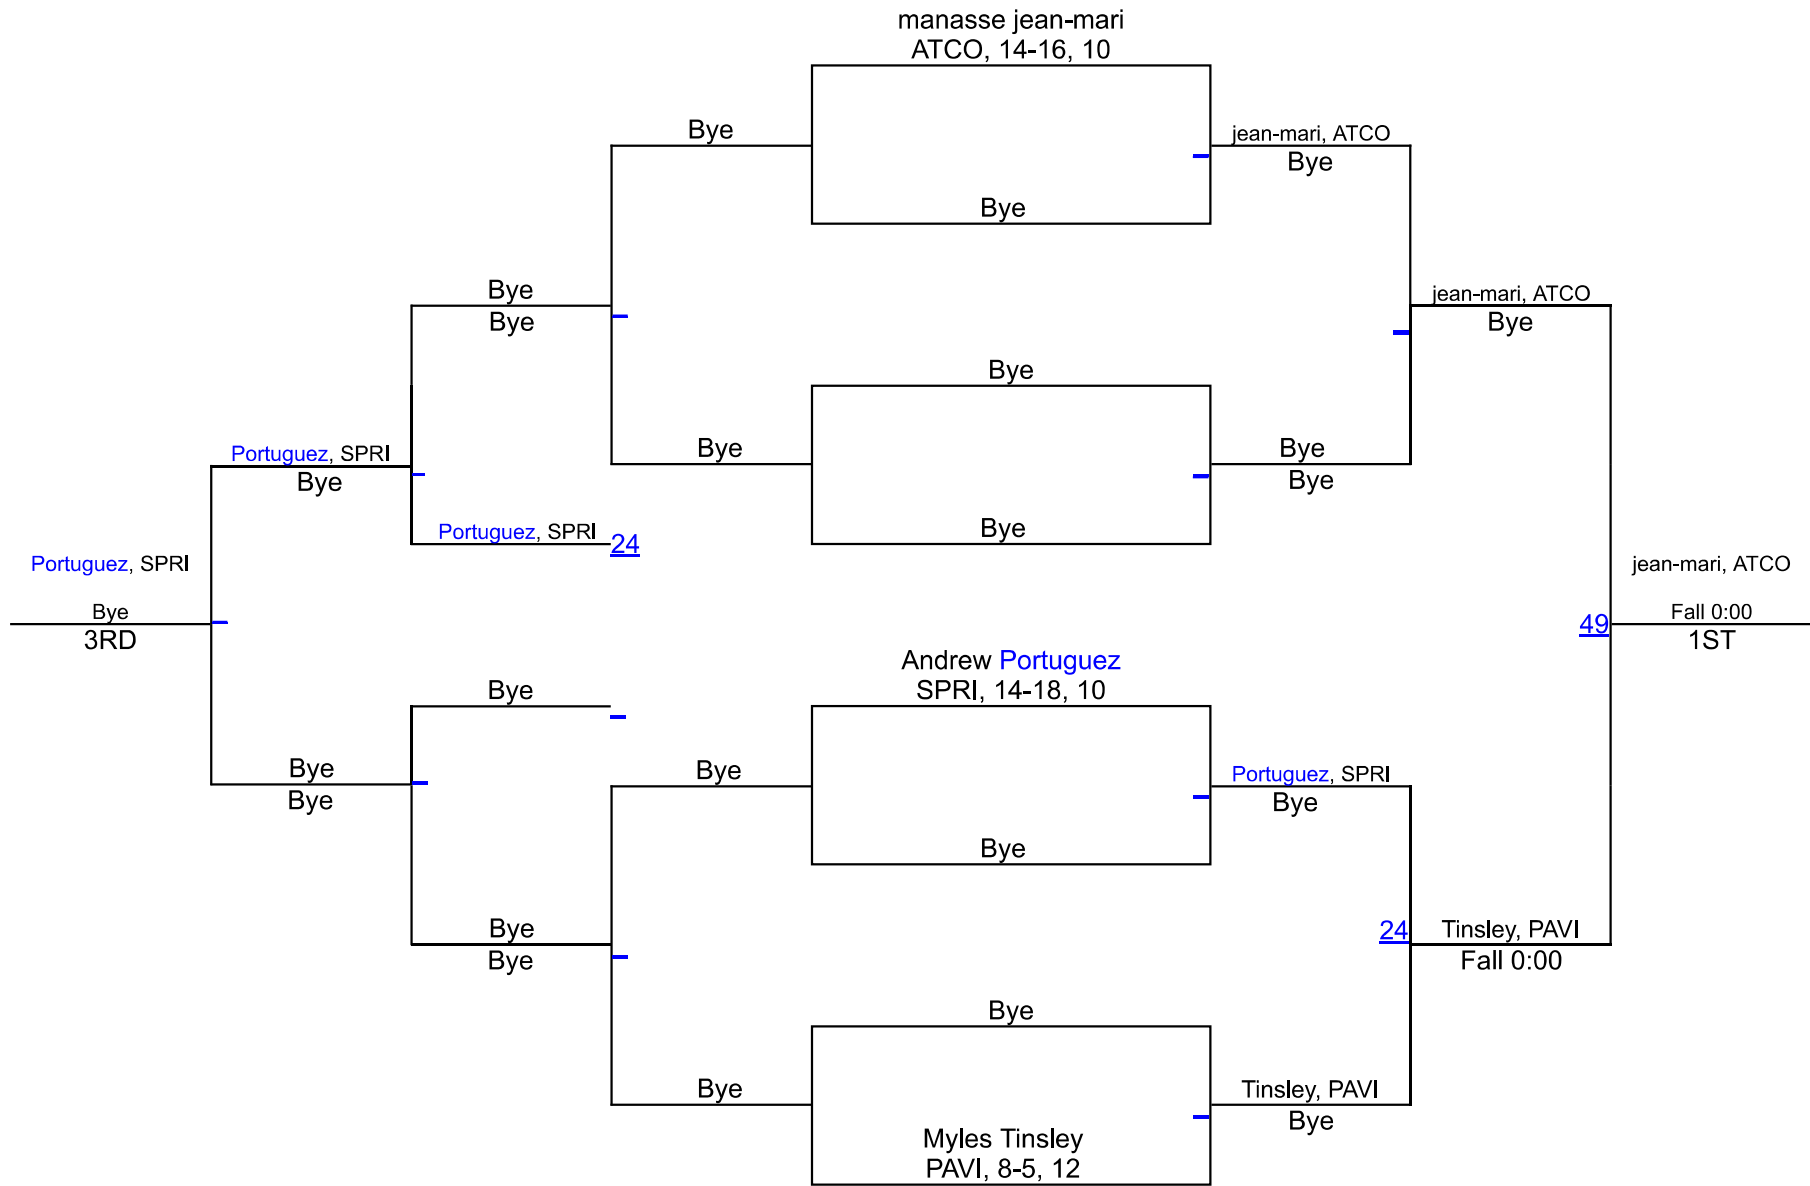 manasse jean-mari
ATCO, 14-16, 10
Bye
jean-mari, ATCO
Bye
Bye
Bye
Bye
jean-mari, ATCO
Bye
Bye
Bye
Bye
Bye
Bye
Portuguez, SPRI
Bye
Bye
Portuguez, SPRI
24
Portuguez, SPRI
Bye
3RD
jean-mari, ATCO
Fall 0:00
1ST
49
Andrew Portuguez
SPRI, 14-18, 10
Bye
Bye
Bye
Bye
Portuguez, SPRI
Bye
Bye
Bye
Bye
24
Tinsley, PAVI
Fall 0:00
Bye
Bye
Tinsley, PAVI
Bye
Myles Tinsley
PAVI, 8-5, 12